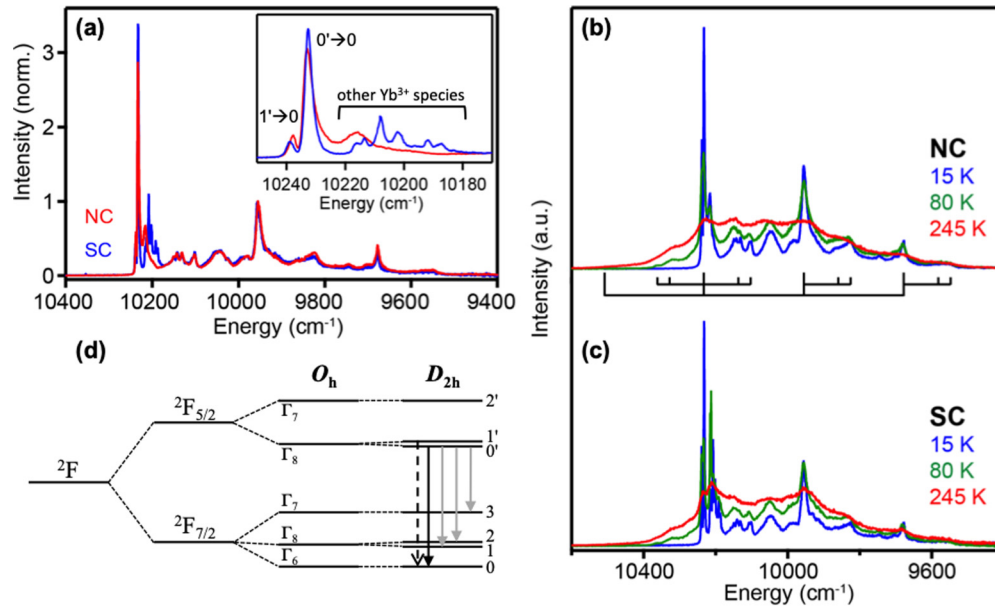 (a)
3
2
1
0
Intensity (norm.)
NC
SC
10400 10200 10000 9800 9600 9400
Energy (cm⁻¹)
0'→0
1'→0
other Yb³⁺ species
10240 10220 10200 10180
Energy (cm⁻¹)
(b)
NC
15 K
80 K
245 K
Intensity (a.u.)
(c)
SC
15 K
80 K
245 K
10400 10000 9600
Energy (cm⁻¹)
(d)
Oh D2h
²F
²F5/2
²F7/2
Γ7
Γ8
Γ7
Γ8
Γ6
2'
1'
0'
3
2
1
0